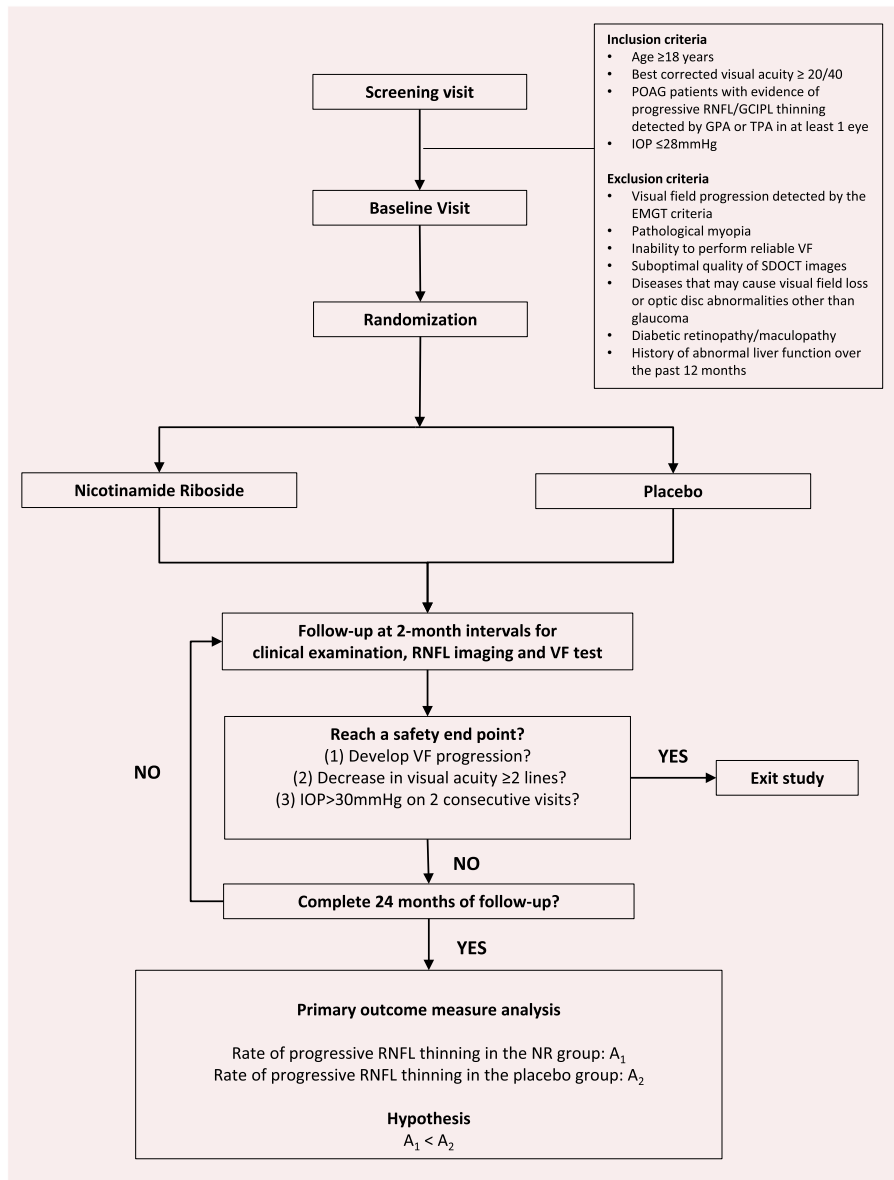 Inclusion criteria
• Age ≥18 years
• Best corrected visual acuity ≥ 20/40
• POAG patients with evidence of
progressive RNFL/GCIPL thinning
detected by GPA or TPA in at least 1 eye
• IOP ≤28mmHg
Exclusion criteria
• Visual field progression detected by the
EMGT criteria
• Pathological myopia
• Inability to perform reliable VF
• Suboptimal quality of SDOCT images
• Diseases that may cause visual field loss
or optic disc abnormalities other than
glaucoma
• Diabetic retinopathy/maculopathy
• History of abnormal liver function over
the past 12 months
Screening visit
Baseline Visit
Randomization
Nicotinamide Riboside
Placebo
Follow-up at 2-month intervals for
clinical examination, RNFL imaging and VF test
Reach a safety end point?
(1) Develop VF progression?
(2) Decrease in visual acuity ≥2 lines?
(3) IOP>30mmHg on 2 consecutive visits?
YES
Exit study
NO
NO
Complete 24 months of follow-up?
YES
Primary outcome measure analysis
Rate of progressive RNFL thinning in the NR group: A₁
Rate of progressive RNFL thinning in the placebo group: A₂
Hypothesis
A₁ < A₂